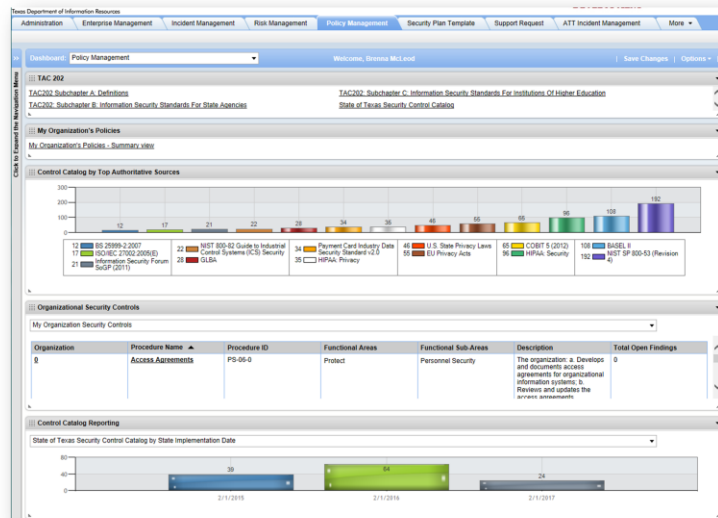 Texas Department of Information Resources
Administration Enterprise Management Incident Management Risk Management Policy Management Security Plan Template Support Request ATT Incident Management More
Click to Expand the Navigation Menu
Dashboard: Policy Management Welcome, Brenna McLeod | Save Changes | Options
TAC 202
TAC202 Subchapter A: Definitions TAC202: Subchapter C: Information Security Standards For Institutions Of Higher Education
TAC202: Subchapter B: Information Security Standards For State Agencies State of Texas Security Control Catalog
My Organization's Policies
My Organization's Policies - Summary view
Control Catalog by Top Authoritative Sources
300
200
100
0
12 17 21 22 28 34 35 46 55 65 96 108 192
12 BS 25999-2:2007
17 ISO/IEC 27002:2005(E)
21 Information Security Forum SoGP (2011)
22 NIST 800-82 Guide to Industrial Control Systems (ICS) Security
28 GLBA
34 Payment Card Industry Data Security Standard v2.0
35 HIPAA: Privacy
46 U.S. State Privacy Laws
55 EU Privacy Acts
65 COBIT 5 (2012)
96 HIPAA: Security
108 BASEL II
192 NIST SP 800-53 (Revision 4)
Organizational Security Controls
My Organization Security Controls
Organization Procedure Name Procedure ID Functional Areas Functional Sub-Areas Description Total Open Findings
0 Access Agreements PS-06-0 Protect Personnel Security The organization: a. Develops 0
and documents access
agreements for organizational
information systems; b.
Reviews and updates the
access agreements
Control Catalog Reporting
State of Texas Security Control Catalog by State Implementation Date
80
40
0
39 64 24
2/1/2015 2/1/2016 2/1/2017